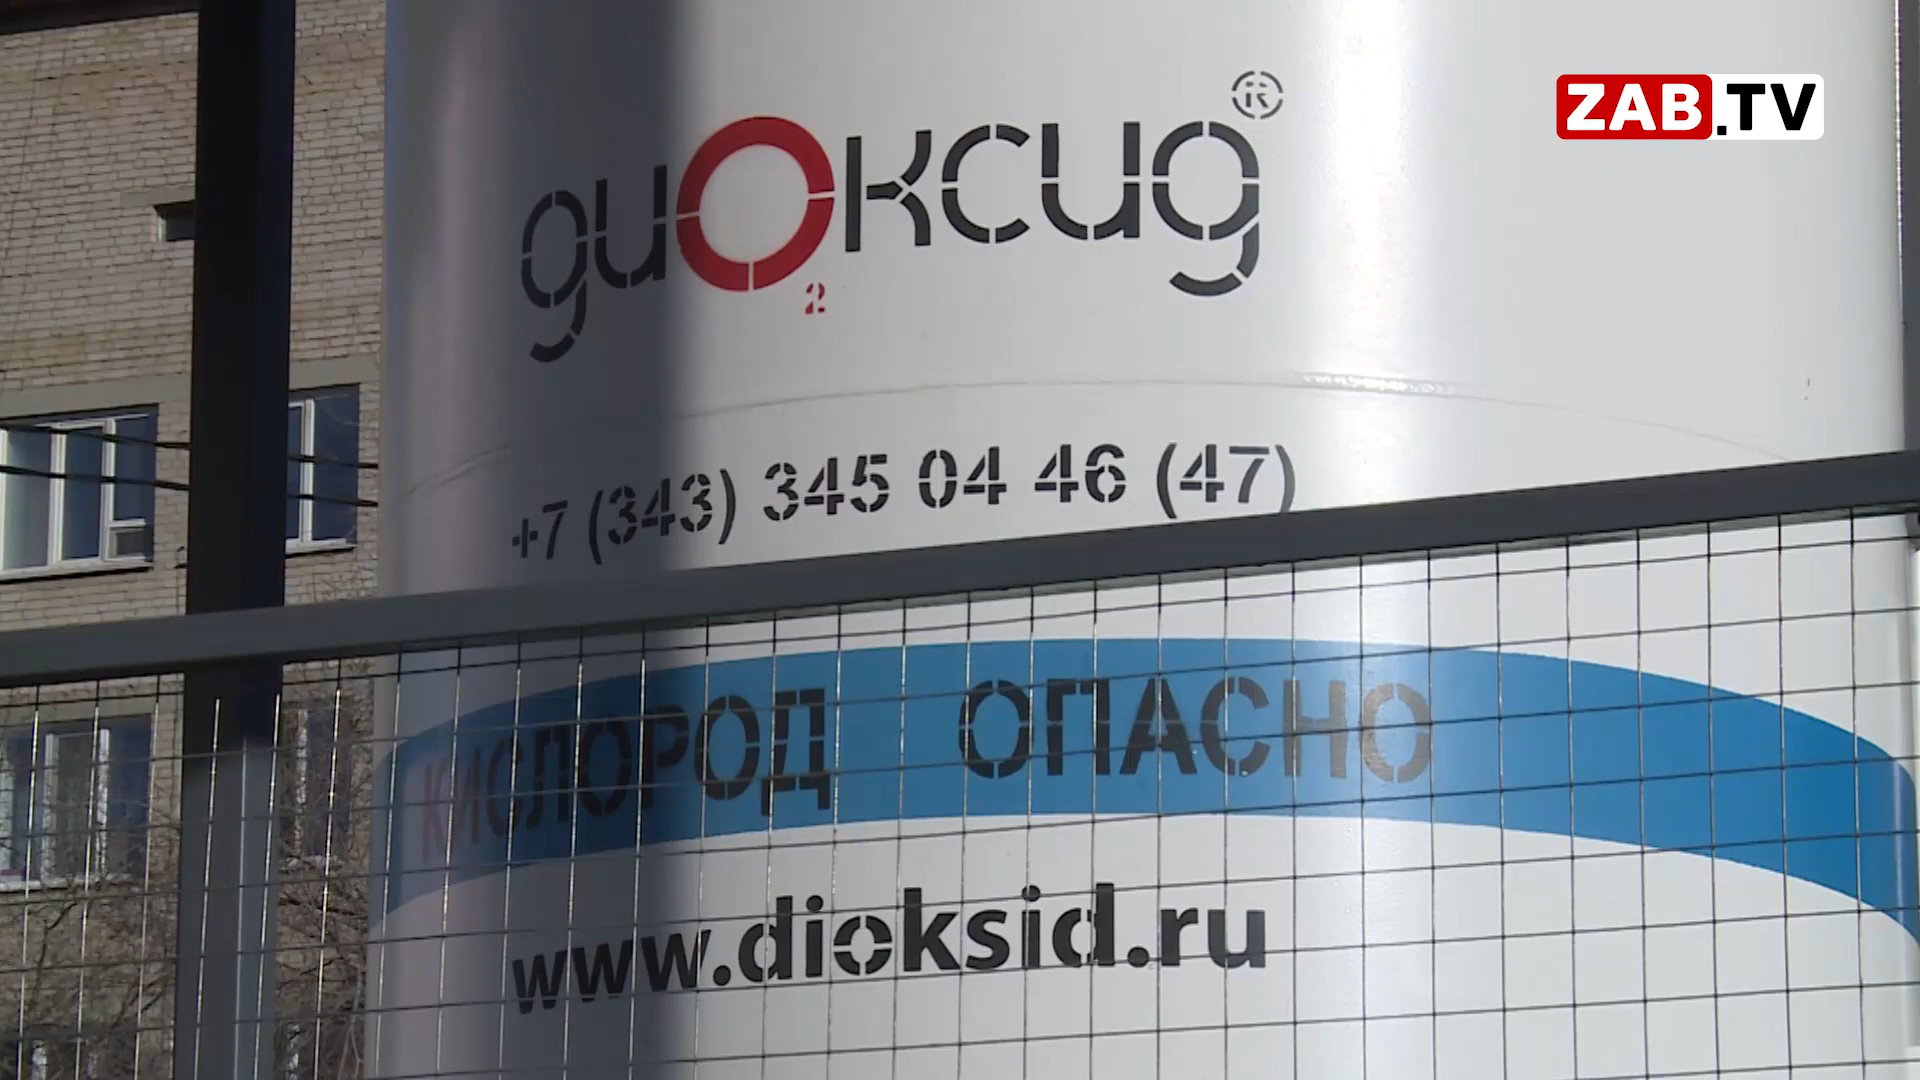 ZAB.TV
диOксид ®
2
+7 (343) 345 04 46 (47)
КИСЛОРОД ОПАСНО
www.dioksid.ru